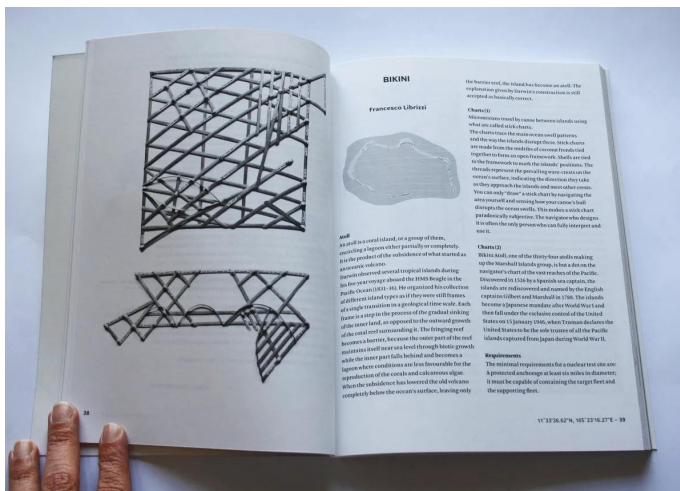 38
BIKINI
Francesco Librizzi
Atoll
An atoll is a coral island, or a group of them,
encircling a lagoon either partially or completely.
It is the product of the subsidence of what started as
an oceanic volcano.
Darwin observed several tropical islands during
his five-year voyage aboard the HMS Beagle in the
Pacific Ocean (1831–36). He organized his collection
of different island types as if they were still frames
of a single transition in a geological time scale. Each
frame is a step in the process of the gradual sinking
of the inner land, as opposed to the outward growth
of the coral reef surrounding it. The fringing reef
becomes a barrier, because the outer part of the reef
maintains itself near sea level through biotic growth
while the inner part falls behind and becomes a
lagoon where conditions are less favourable for the
reproduction of the corals and calcareous algae.
When the subsidence has lowered the old volcano
completely below the ocean's surface, leaving only
the barrier reef, the island has become an atoll. The
explanation given by Darwin's construction is still
accepted as basically correct.
Charts (1)
Micronesians travel by canoe between islands using
what are called stick charts.
The charts trace the main ocean swell patterns
and the way the islands disrupt them. Stick charts
are made from the midribs of coconut fronds tied
together to form an open framework. Shells are tied
to the framework to mark the islands' positions. The
threads represent the prevailing wave-crests on the
ocean's surface, indicating the direction they take
as they approach the islands and meet other crests.
You can only "draw" a stick chart by navigating the
area yourself and sensing how your canoe's hull
disrupts the ocean swells. This makes a stick chart
paradoxically subjective. The navigator who designs
it is often the only person who can fully interpret and
use it.
Charts (2)
Bikini Atoll, one of the thirty-four atolls making
up the Marshall Islands group, is but a dot on the
navigator's chart of the vast reaches of the Pacific.
Discovered in 1526 by a Spanish sea captain, the
islands are rediscovered and named by the English
captains Gilbert and Marshall in 1788. The islands
become a Japanese mandate after World War I and
then fall under the exclusive control of the United
States on 15 January 1946, when Truman declares the
United States to be the sole trustee of all the Pacific
islands captured from Japan during World War II.
Requirements
The minimal requirements for a nuclear test site are:
A protected anchorage at least six miles in diameter;
it must be capable of containing the target fleet and
the supporting fleet.
11°33'36.62"N, 165°23'16.27"E – 39